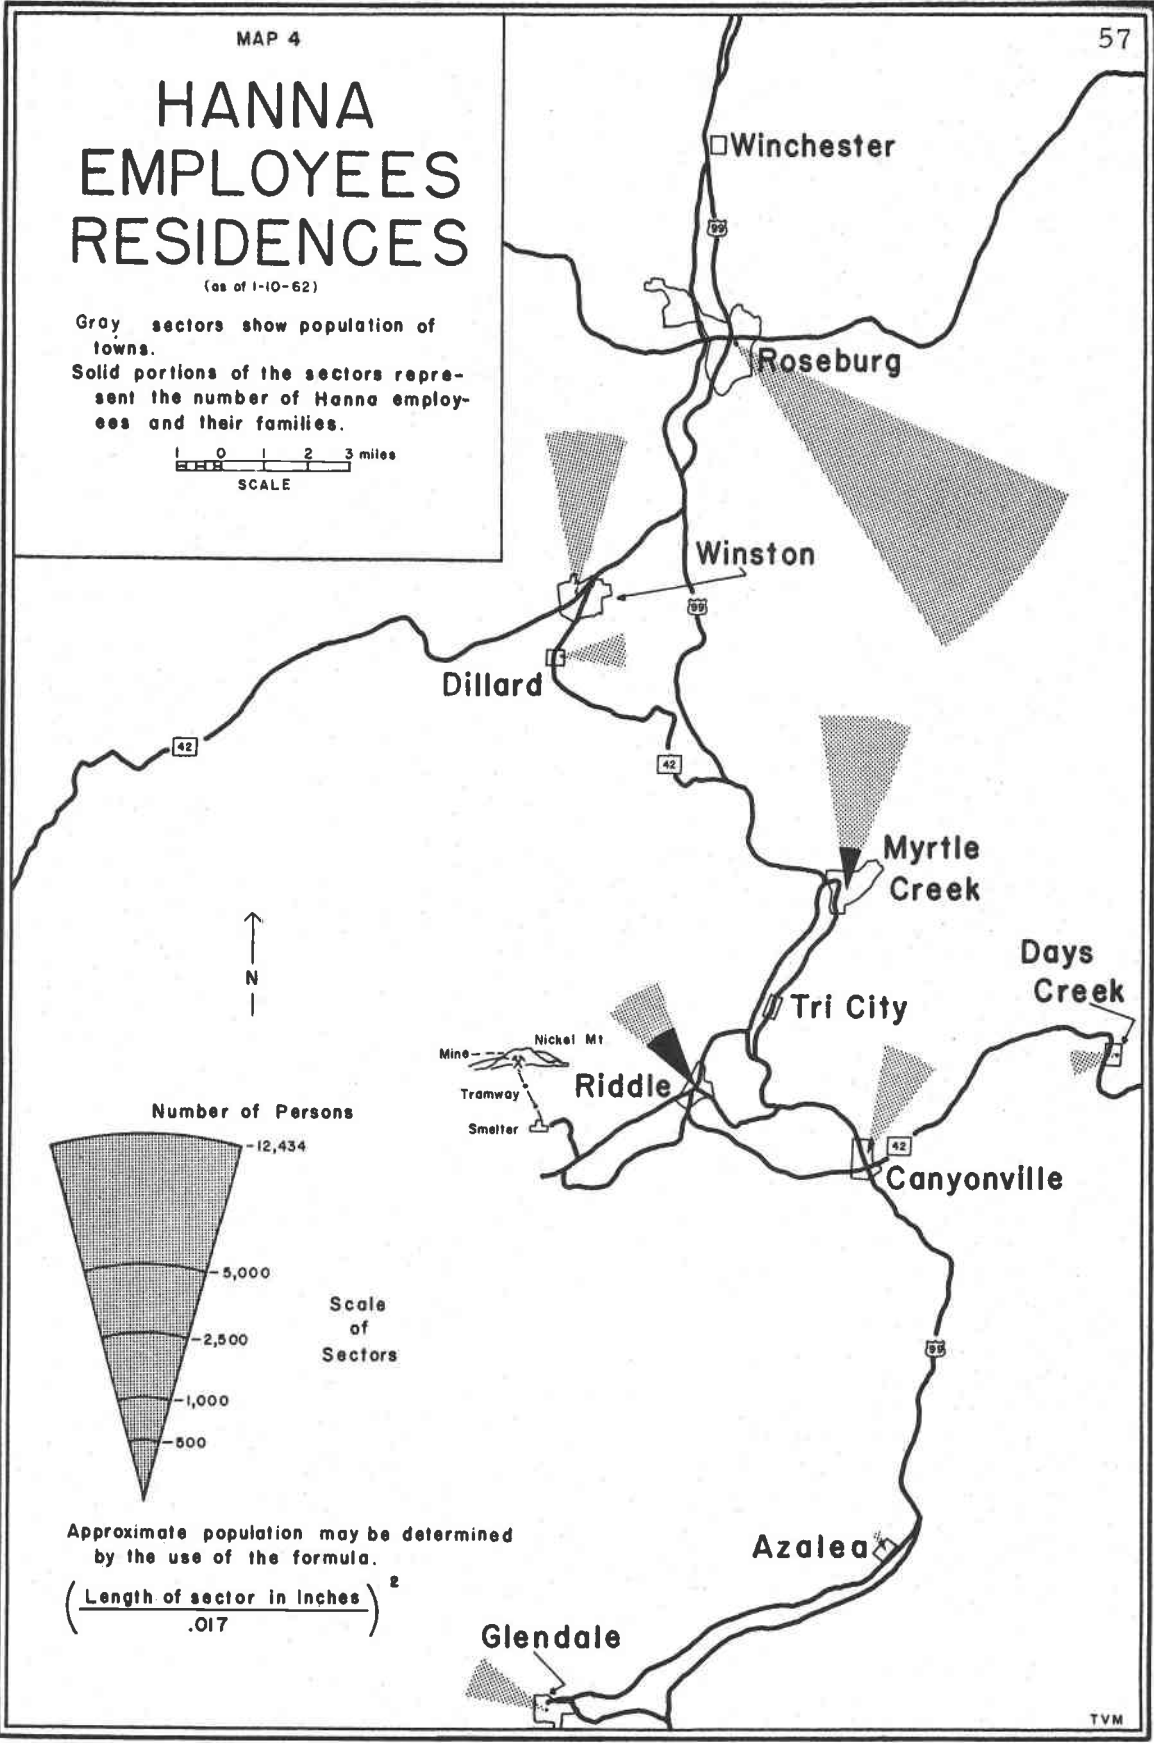 MAP 4
57
HANNA
EMPLOYEES
RESIDENCES
(as of 1-10-62)
Gray sectors show population of
towns.
Solid portions of the sectors repre-
sent the number of Hanna employ-
ees and their families.
1 0 1 2 3 miles
SCALE
Winchester
99
Roseburg
Winston
99
Dillard
42
42
Myrtle
Creek
Days
Creek
N
Tri City
Nickel Mt
Mine
Riddle
Tramway
Smelter
Number of Persons
12,434
42
Canyonville
5,000
Scale
of
Sectors
2,500
99
1,000
500
Approximate population may be determined
by the use of the formula.
(Length of sector in Inches
.017)2
Azalea
Glendale
TVM